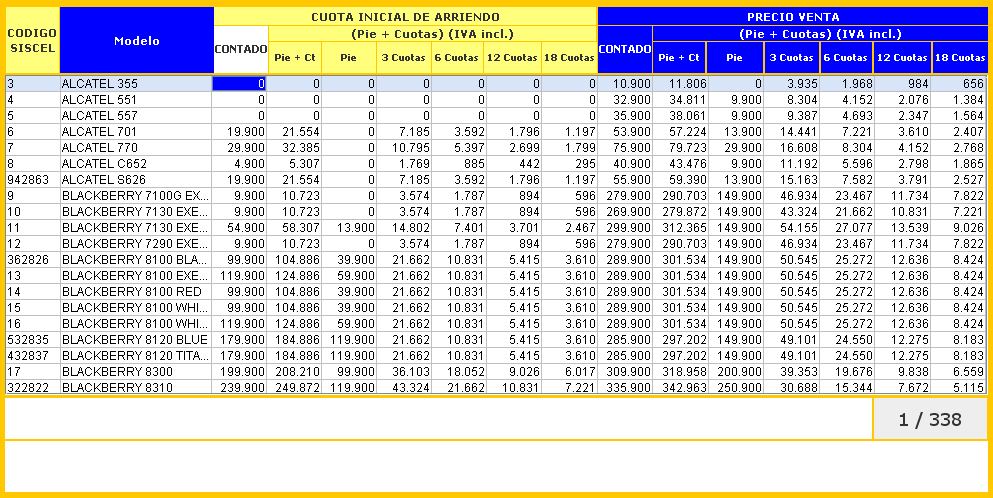 CUOTA INICIAL DE ARRIENDO PRECIO VENTA
CODIGO SISCEL Modelo (Pie + Cuotas) (IVA incl.) (Pie + Cuotas) (IVA incl.)
CONTADO Pie + Ct Pie 3 Cuotas 6 Cuotas 12 Cuotas 18 Cuotas CONTADO Pie + Ct Pie 3 Cuotas 6 Cuotas 12 Cuotas 18 Cuotas
3 ALCATEL 355 0 0 0 0 0 0 0 10.900 11.806 0 3.935 1.968 984 656
4 ALCATEL 551 0 0 0 0 0 0 0 32.900 34.811 9.900 8.304 4.152 2.076 1.384
5 ALCATEL 557 0 0 0 0 0 0 0 35.900 38.061 9.900 9.387 4.693 2.347 1.564
6 ALCATEL 701 19.900 21.554 0 7.185 3.592 1.796 1.197 53.900 57.224 13.900 14.441 7.221 3.610 2.407
7 ALCATEL 770 29.900 32.385 0 10.795 5.397 2.699 1.799 75.900 79.723 29.900 16.608 8.304 4.152 2.768
8 ALCATEL C652 4.900 5.307 0 1.769 885 442 295 40.900 43.476 9.900 11.192 5.596 2.798 1.865
942863 ALCATEL S626 19.900 21.554 0 7.185 3.592 1.796 1.197 55.900 59.390 13.900 15.163 7.582 3.791 2.527
9 BLACKBERRY 7100G EX... 9.900 10.723 0 3.574 1.787 894 596 279.900 290.703 149.900 46.934 23.467 11.734 7.822
10 BLACKBERRY 7130 EXE... 9.900 10.723 0 3.574 1.787 894 596 269.900 279.872 149.900 43.324 21.662 10.831 7.221
11 BLACKBERRY 7130 EXE... 54.900 58.307 13.900 14.802 7.401 3.701 2.467 299.900 312.365 149.900 54.155 27.077 13.539 9.026
12 BLACKBERRY 7290 EXE... 9.900 10.723 0 3.574 1.787 894 596 279.900 290.703 149.900 46.934 23.467 11.734 7.822
362826 BLACKBERRY 8100 BLA... 99.900 104.886 39.900 21.662 10.831 5.415 3.610 289.900 301.534 149.900 50.545 25.272 12.636 8.424
13 BLACKBERRY 8100 EXE... 119.900 124.886 59.900 21.662 10.831 5.415 3.610 289.900 301.534 149.900 50.545 25.272 12.636 8.424
14 BLACKBERRY 8100 RED 99.900 104.886 39.900 21.662 10.831 5.415 3.610 289.900 301.534 149.900 50.545 25.272 12.636 8.424
15 BLACKBERRY 8100 WHI... 99.900 104.886 39.900 21.662 10.831 5.415 3.610 289.900 301.534 149.900 50.545 25.272 12.636 8.424
16 BLACKBERRY 8100 WHI... 119.900 124.886 59.900 21.662 10.831 5.415 3.610 289.900 301.534 149.900 50.545 25.272 12.636 8.424
532835 BLACKBERRY 8120 BLUE 179.900 184.886 119.900 21.662 10.831 5.415 3.610 285.900 297.202 149.900 49.101 24.550 12.275 8.183
432837 BLACKBERRY 8120 TITA... 179.900 184.886 119.900 21.662 10.831 5.415 3.610 285.900 297.202 149.900 49.101 24.550 12.275 8.183
17 BLACKBERRY 8300 199.900 208.210 99.900 36.103 18.052 9.026 6.017 309.900 318.958 200.900 39.353 19.676 9.838 6.559
322822 BLACKBERRY 8310 239.900 249.872 119.900 43.324 21.662 10.831 7.221 335.900 342.963 250.900 30.688 15.344 7.672 5.115
1 / 338